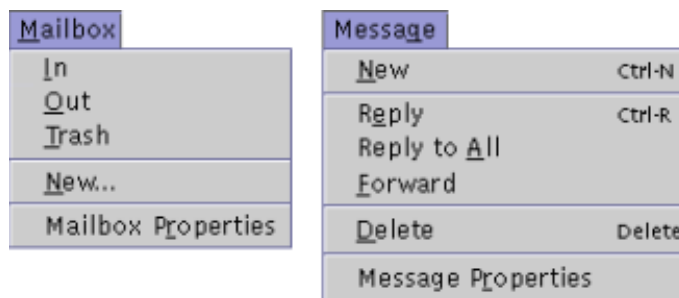 Mailbox
In
Out
Trash
New...
Mailbox Properties
Message
New Ctrl-N
Reply Ctrl-R
Reply to All
Forward
Delete Delete
Message Properties